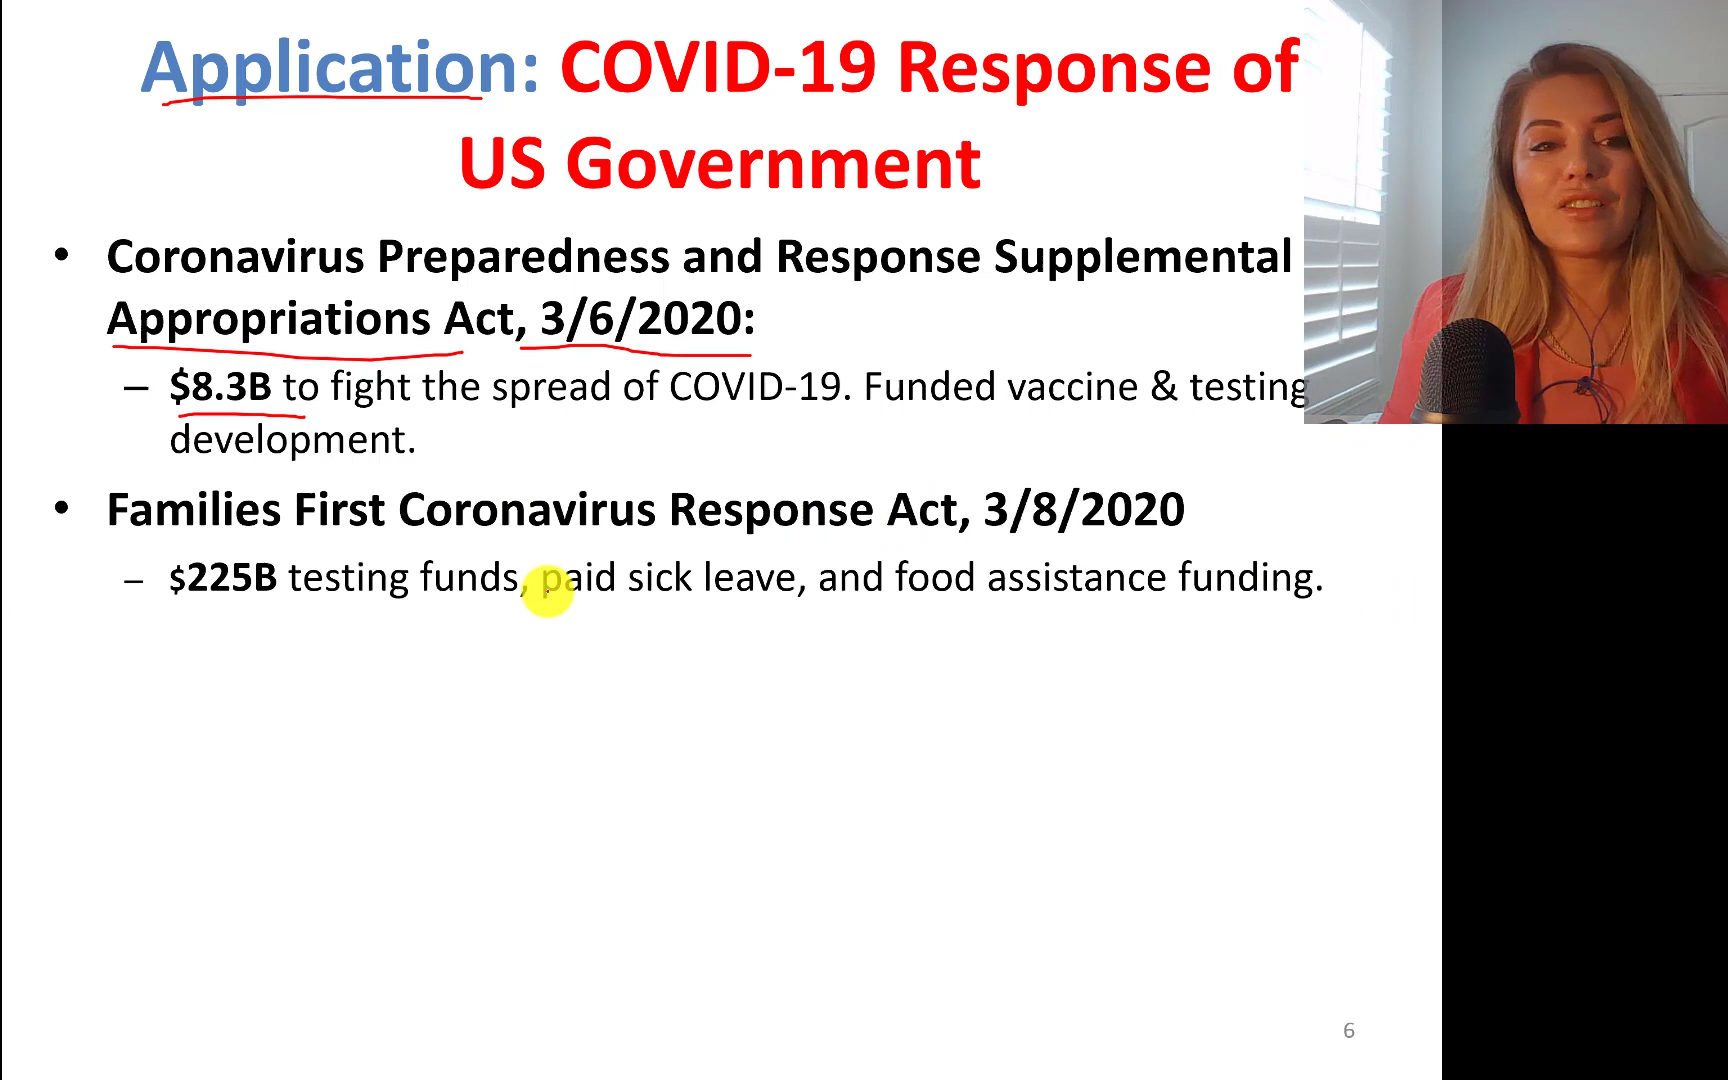 Application: COVID-19 Response of
US Government
• Coronavirus Preparedness and Response Supplemental
Appropriations Act, 3/6/2020:
– $8.3B to fight the spread of COVID-19. Funded vaccine & testing
development.
• Families First Coronavirus Response Act, 3/8/2020
– $225B testing funds, paid sick leave, and food assistance funding.
6